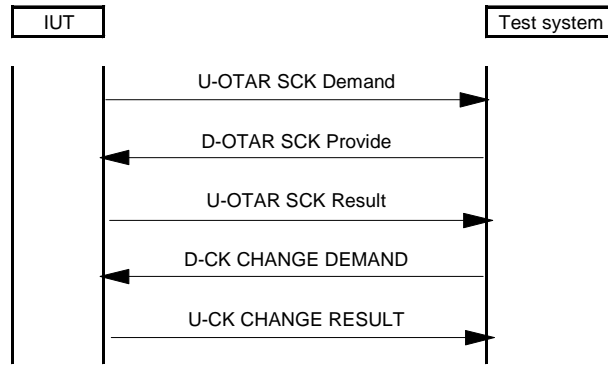 IUT
Test system
U-OTAR SCK Demand
D-OTAR SCK Provide
U-OTAR SCK Result
D-CK CHANGE DEMAND
U-CK CHANGE RESULT